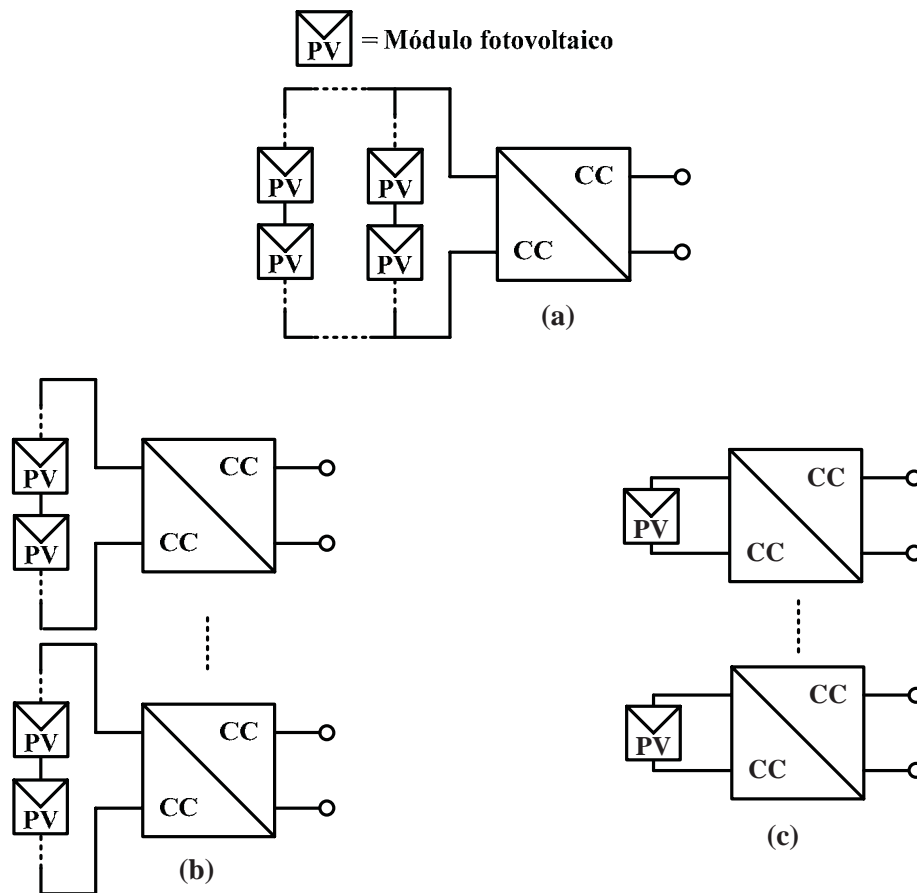 PV = Módulo fotovoltaico
PV PV CC
PV PV CC
(a)
PV CC
PV CC
PV CC
PV CC
(b)
PV CC
CC
PV CC
CC
(c)